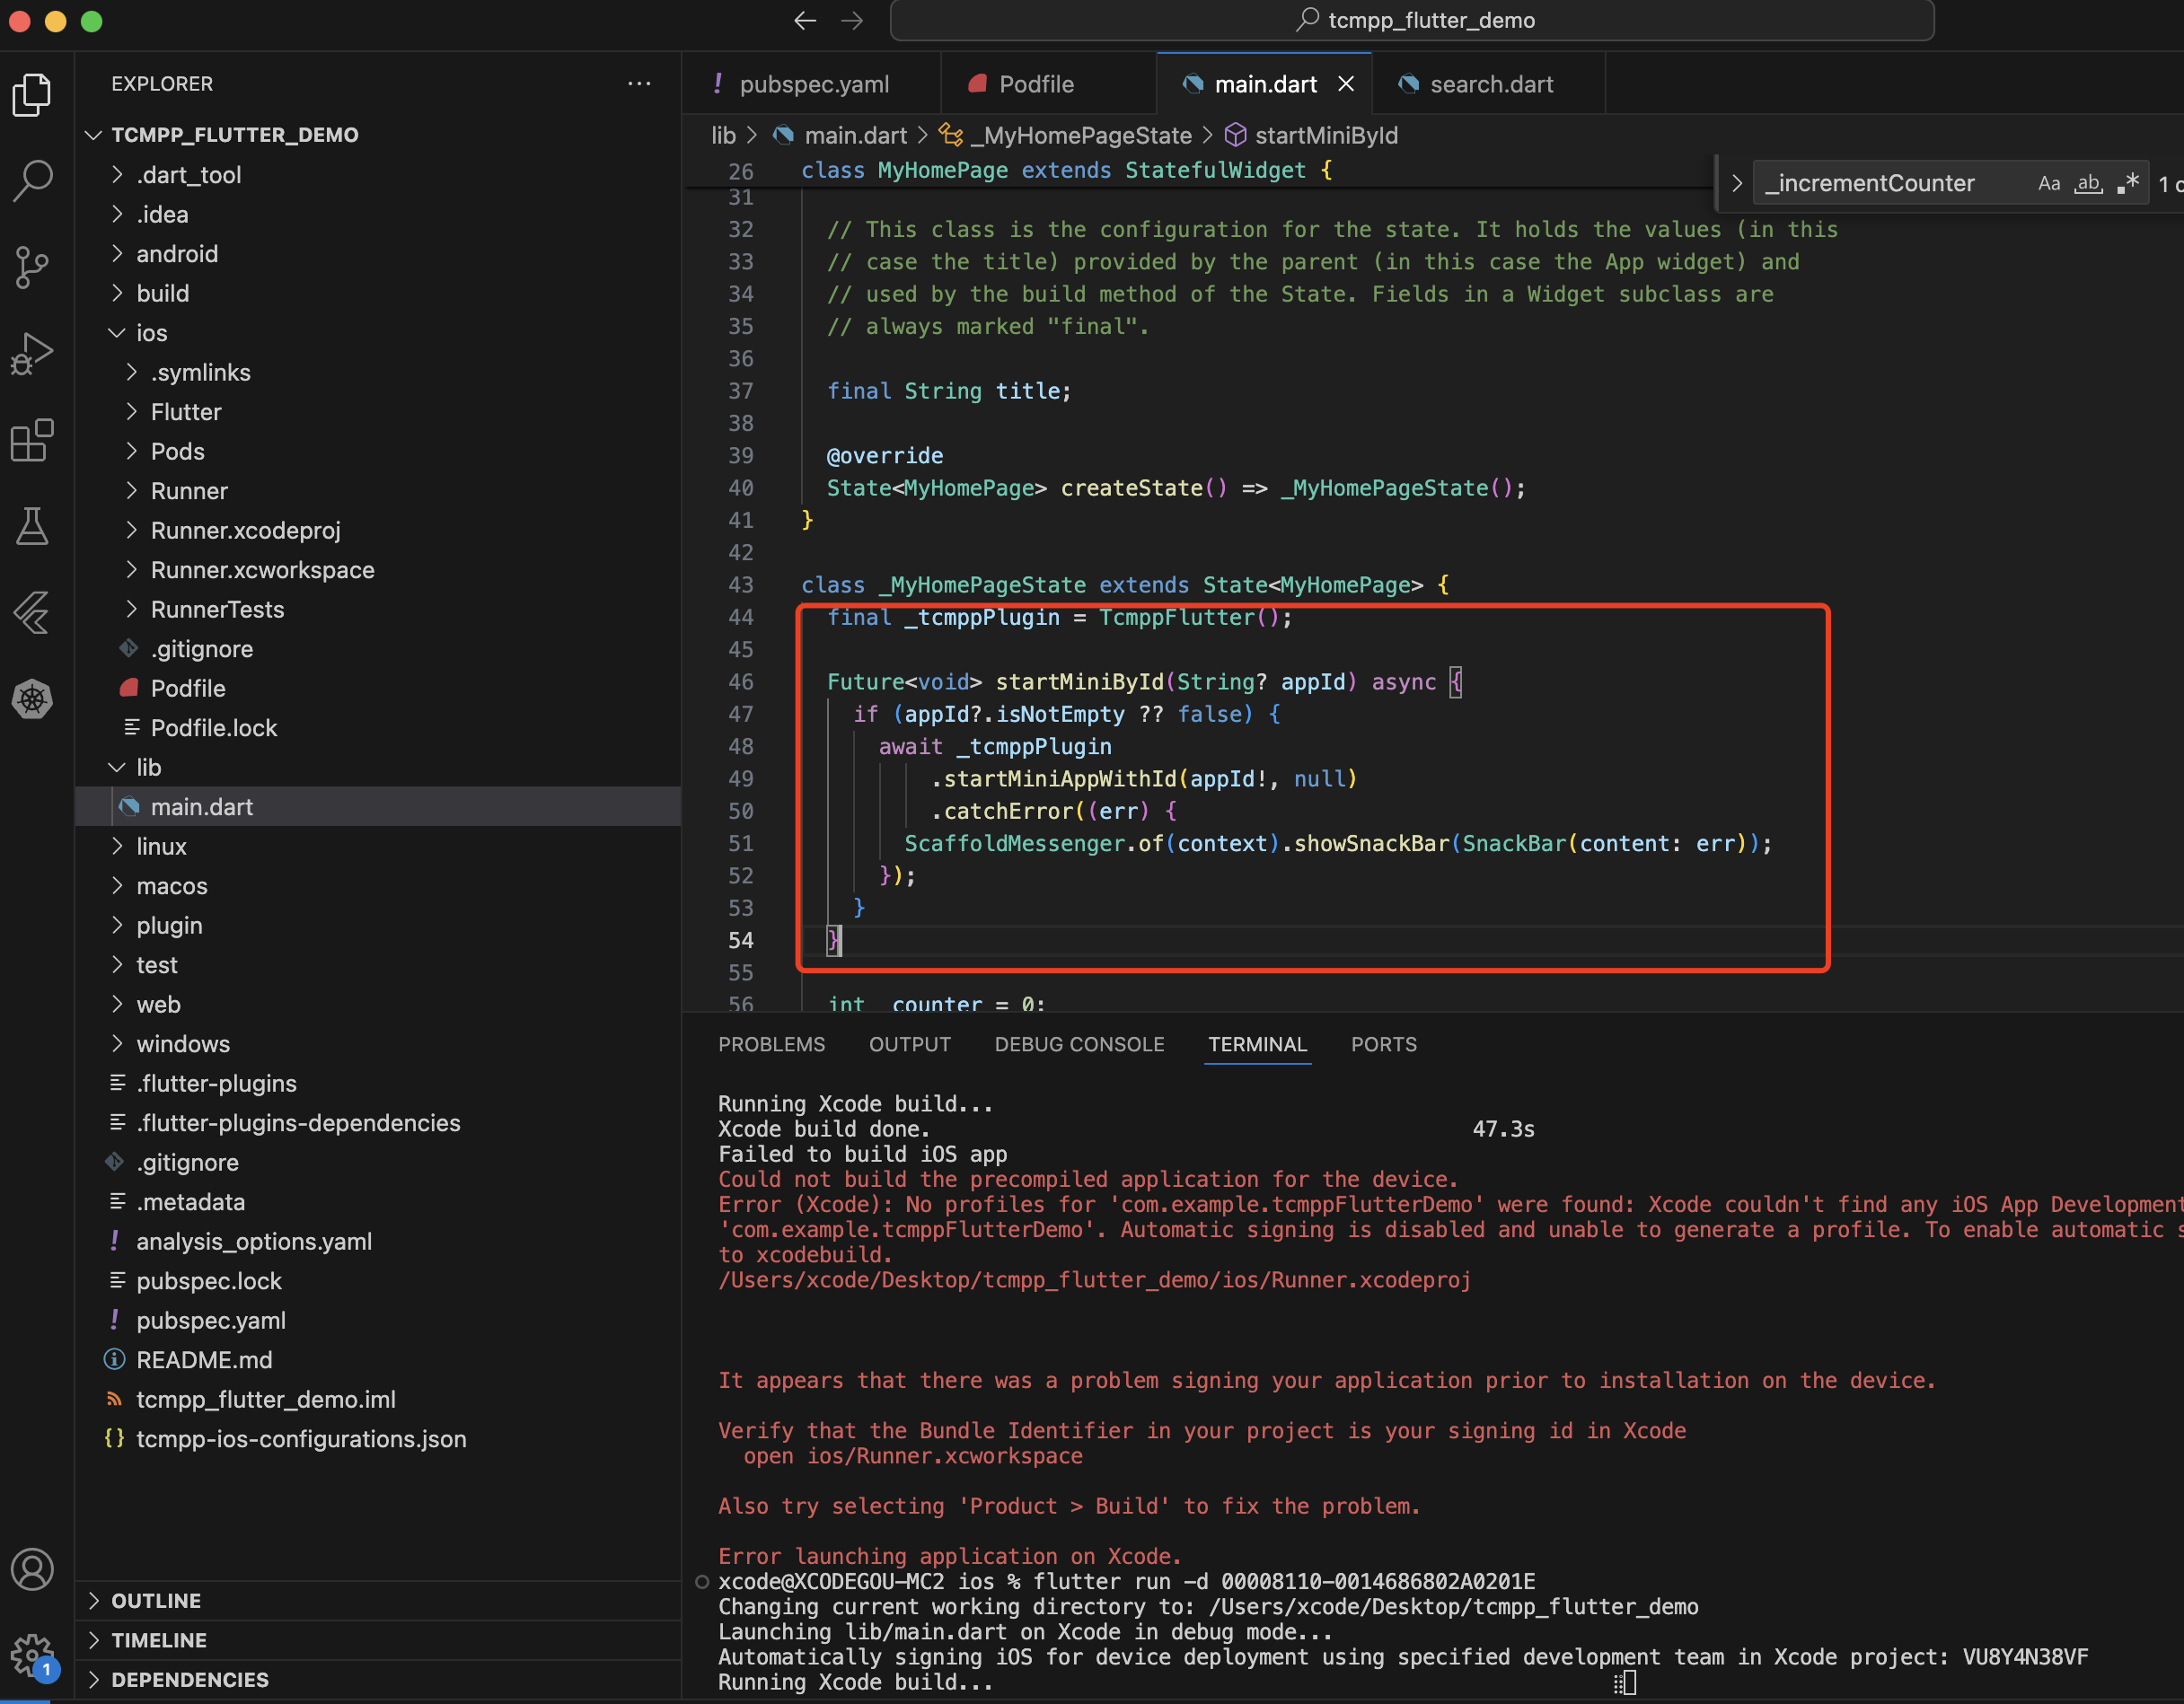 tcmpp_flutter_demo
EXPLORER
TCMPP_FLUTTER_DEMO
.dart_tool
.idea
android
build
ios
.symlinks
Flutter
Pods
Runner
Runner.xcodeproj
Runner.xcworkspace
RunnerTests
.gitignore
Podfile
Podfile.lock
lib
main.dart
linux
macos
plugin
test
web
windows
.flutter-plugins
.flutter-plugins-dependencies
.gitignore
.metadata
analysis_options.yaml
pubspec.lock
pubspec.yaml
README.md
tcmpp_flutter_demo.iml
tcmpp-ios-configurations.json
OUTLINE
TIMELINE
DEPENDENCIES
1
pubspec.yaml Podfile main.dart search.dart
lib > main.dart > _MyHomePageState > startMiniById
_incrementCounter Aa ab .* 1
26 class MyHomePage extends StatefulWidget {
31
32 // This class is the configuration for the state. It holds the values (in this
33 // case the title) provided by the parent (in this case the App widget) and
34 // used by the build method of the State. Fields in a Widget subclass are
35 // always marked "final".
36
37 final String title;
38
39 @override
40 State<MyHomePage> createState() => _MyHomePageState();
41 }
42
43 class _MyHomePageState extends State<MyHomePage> {
44 final _tcmppPlugin = TcmppFlutter();
45
46 Future<void> startMiniById(String? appId) async {
47 if (appId?.isNotEmpty ?? false) {
48 await _tcmppPlugin
49 .startMiniAppWithId(appId!, null)
50 .catchError((err) {
51 ScaffoldMessenger.of(context).showSnackBar(SnackBar(content: err));
52 });
53 }
54 }
55
56 int _counter = 0;
PROBLEMS OUTPUT DEBUG CONSOLE TERMINAL PORTS
Running Xcode build...
Xcode build done. 47.3s
Failed to build iOS app
Could not build the precompiled application for the device.
Error (Xcode): No profiles for 'com.example.tcmppFlutterDemo' were found: Xcode couldn't find any iOS App Development
'com.example.tcmppFlutterDemo'. Automatic signing is disabled and unable to generate a profile. To enable automatic s
to xcodebuild.
/Users/xcode/Desktop/tcmpp_flutter_demo/ios/Runner.xcodeproj
It appears that there was a problem signing your application prior to installation on the device.
Verify that the Bundle Identifier in your project is your signing id in Xcode
open ios/Runner.xcworkspace
Also try selecting 'Product > Build' to fix the problem.
Error launching application on Xcode.
xcode@XCODEGOU-MC2 ios % flutter run -d 00008110-0014686802A0201E
Changing current working directory to: /Users/xcode/Desktop/tcmpp_flutter_demo
Launching lib/main.dart on Xcode in debug mode...
Automatically signing iOS for device deployment using specified development team in Xcode project: VU8Y4N38VF
Running Xcode build...